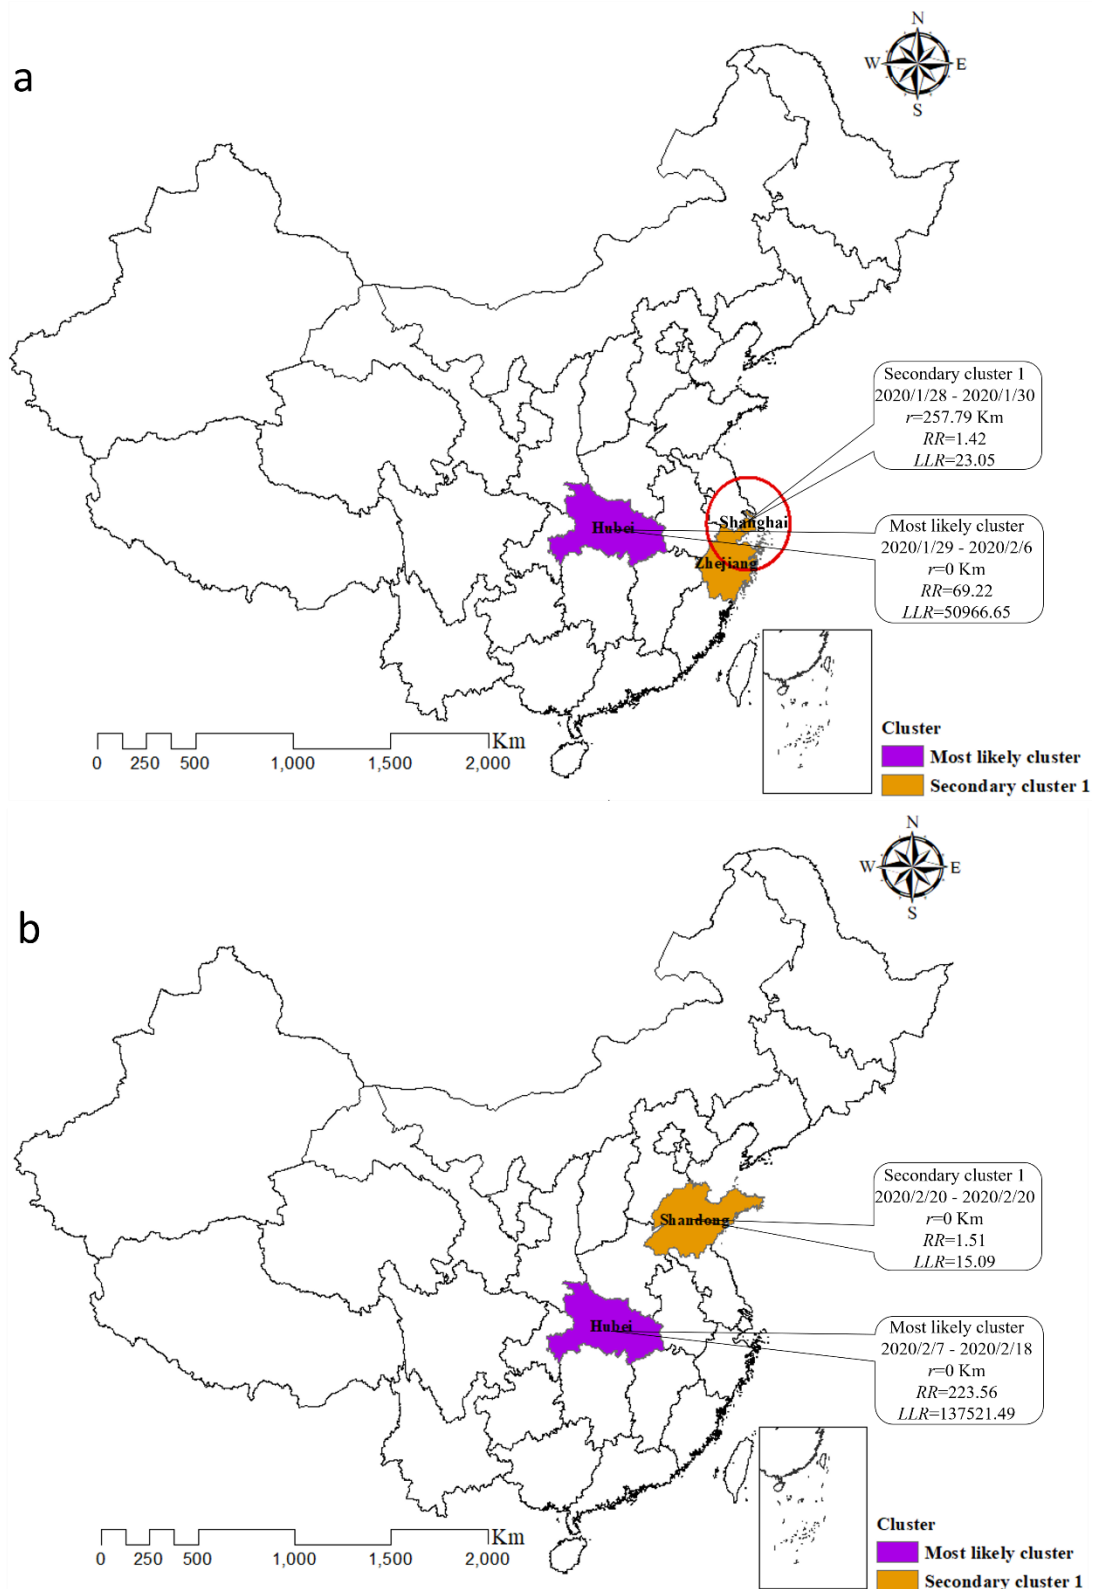 a
N
W E
S
Secondary cluster 1
2020/1/28 - 2020/1/30
r=257.79 Km
RR=1.42
LLR=23.05
Shanghai
Hubei
Zhejiang
Most likely cluster
2020/1/29 - 2020/2/6
r=0 Km
RR=69.22
LLR=50966.65
Km
0 250 500 1,000 1,500 2,000
Cluster
Most likely cluster
Secondary cluster 1
b
N
W E
S
Secondary cluster 1
2020/2/20 - 2020/2/20
r=0 Km
RR=1.51
LLR=15.09
Shandong
Hubei
Most likely cluster
2020/2/7 - 2020/2/18
r=0 Km
RR=223.56
LLR=137521.49
Km
0 250 500 1,000 1,500 2,000
Cluster
Most likely cluster
Secondary cluster 1